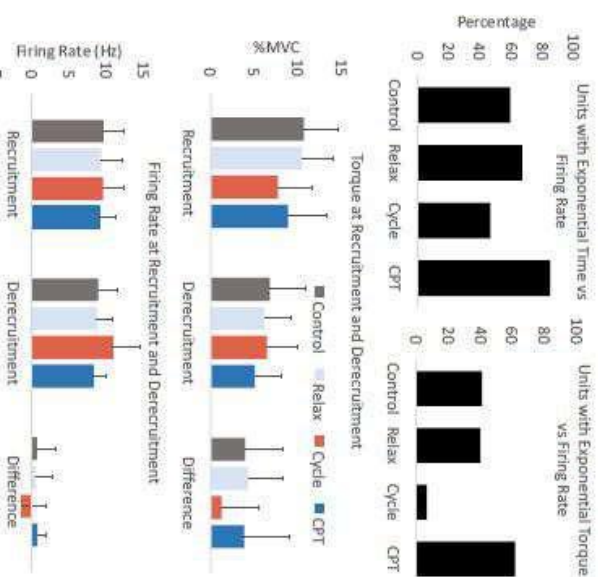 Units with Exponential Time vs
Firing Rate
Percentage
100
80
60
40
20
0
Control
Relax
Cycle
CPT
Units with Exponential Torque
vs Firing Rate
100
80
60
40
20
0
Control
Relax
Cycle
CPT
Torque at Recruitment and Derecruitment
%MVC
15
10
5
0
Control
Relax
Cycle
CPT
Recruitment
Derecruitment
Difference
Firing Rate at Recruitment and Derecruitment
Firing Rate (Hz)
15
10
5
0
Recruitment
Derecruitment
Difference